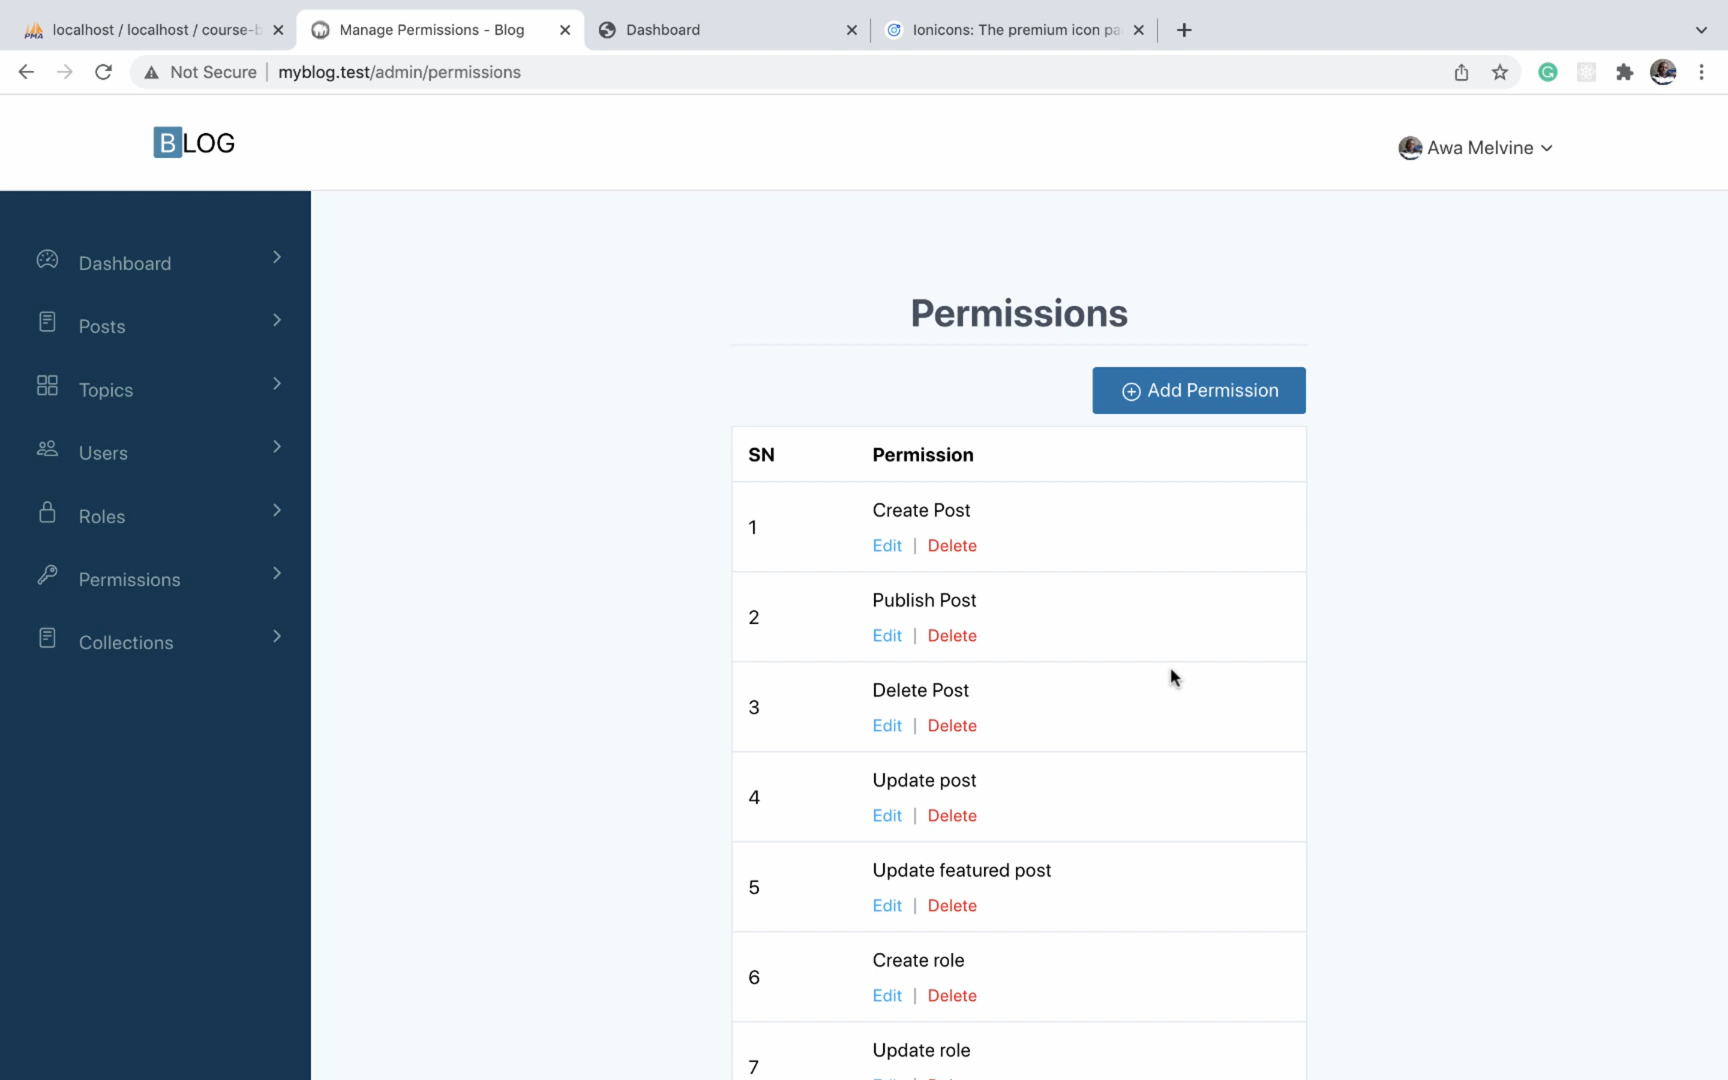 localhost / localhost / course-b
Manage Permissions - Blog
Dashboard
Ionicons: The premium icon pa
Not Secure
myblog.test/admin/permissions
BLOG
Awa Melvine
Dashboard
Posts
Topics
Users
Roles
Permissions
Collections
Permissions
Add Permission
SN Permission
1 Create Post
Edit | Delete
2 Publish Post
Edit | Delete
3 Delete Post
Edit | Delete
4 Update post
Edit | Delete
5 Update featured post
Edit | Delete
6 Create role
Edit | Delete
7 Update role